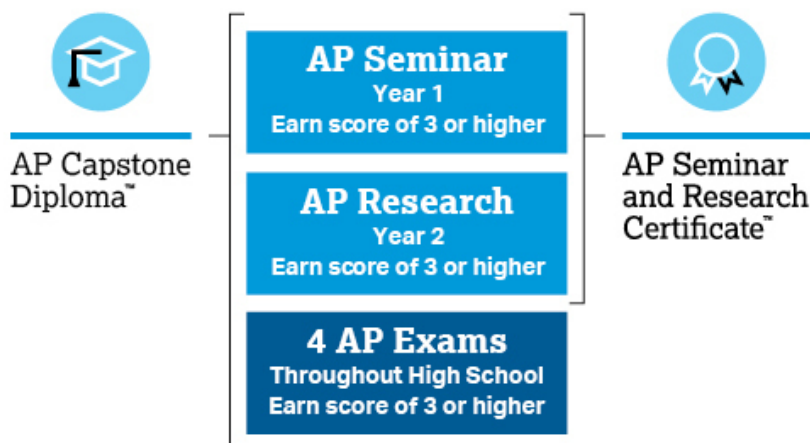 AP Capstone
Diploma™
AP Seminar
Year 1
Earn score of 3 or higher
AP Research
Year 2
Earn score of 3 or higher
4 AP Exams
Throughout High School
Earn score of 3 or higher
AP Seminar
and Research
Certificate™